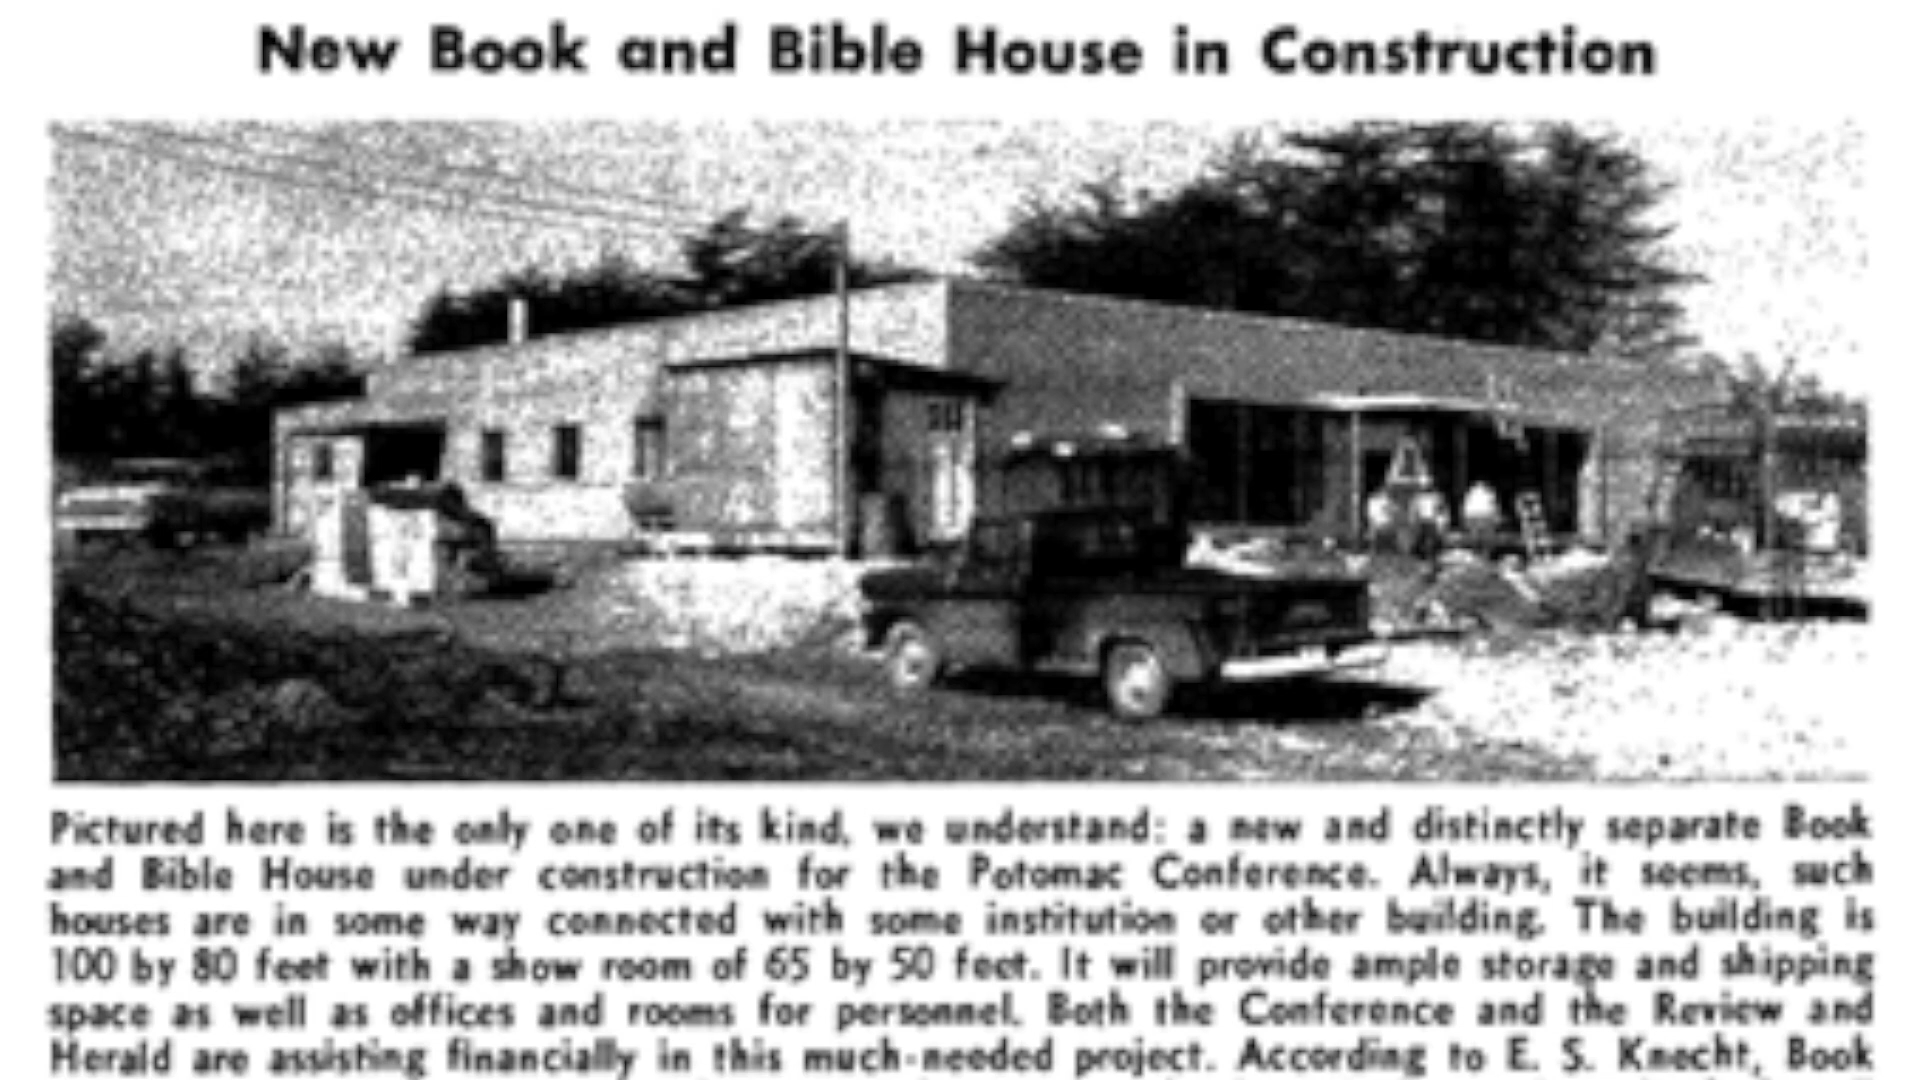 New Book and Bible House in Construction
Pictured here is the only one of its kind, we understand: a new and distinctly separate Book
and Bible House under construction for the Potomac Conference. Always, it seems, such
houses are in some way connected with some institution or other building. The building is
100 by 80 feet with a show room of 65 by 50 feet. It will provide ample storage and shipping
space as well as offices and rooms for personnel. Both the Conference and the Review and
Herald are assisting financially in this much-needed project. According to E. S. Knecht, Book